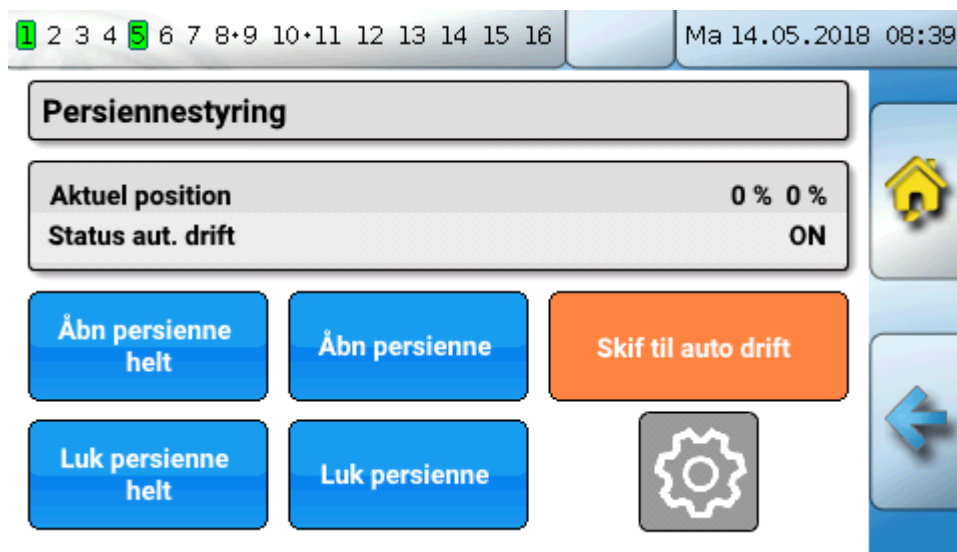 1 2 3 4 5 6 7 8•9 10•11 12 13 14 15 16
Ma 14.05.2018 08:39
Persiennestyring
Aktuel position 0 % 0 %
Status aut. drift ON
Åbn persienne
helt
Åbn persienne
Skif til auto drift
Luk persienne
helt
Luk persienne